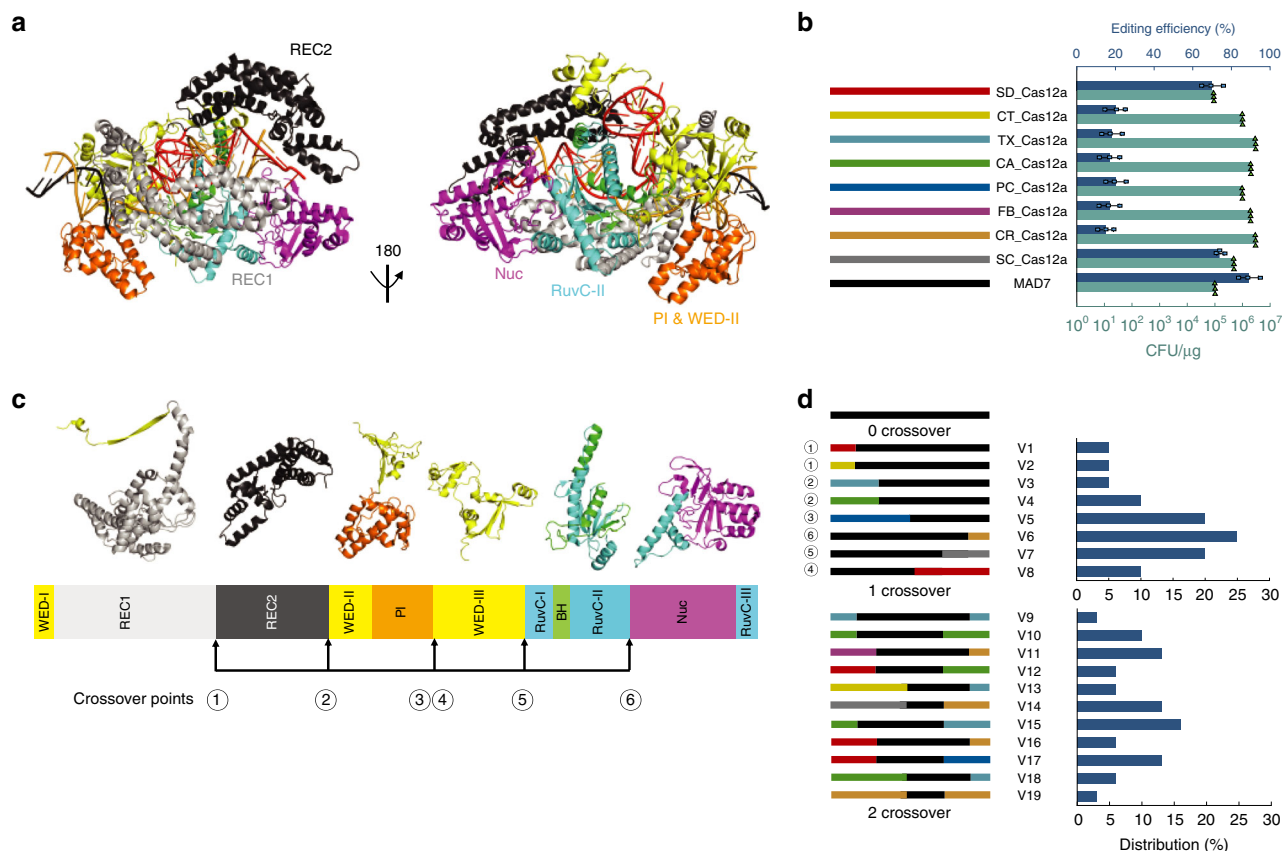 a
REC2
REC1
180
Nuc
RuvC-II
PI & WED-II
b
Editing efficiency (%)
0 20 40 60 80 100
SD_Cas12a
CT_Cas12a
TX_Cas12a
CA_Cas12a
PC_Cas12a
FB_Cas12a
CR_Cas12a
SC_Cas12a
MAD7
10⁰ 10¹ 10² 10³ 10⁴ 10⁵ 10⁶ 10⁷
CFU/µg
c
WED-I REC1 REC2 WED-II PI WED-III RuvC-I BH RuvC-II Nuc RuvC-III
Crossover points ① ② ③ ④ ⑤ ⑥
d
0 crossover
① V1
① V2
② V3
② V4
③ V5
⑥ V6
⑤ V7
④ V8
1 crossover
0 5 10 15 20 25 30
V9
V10
V11
V12
V13
V14
V15
V16
V17
V18
V19
2 crossover
0 5 10 15 20 25 30
Distribution (%)